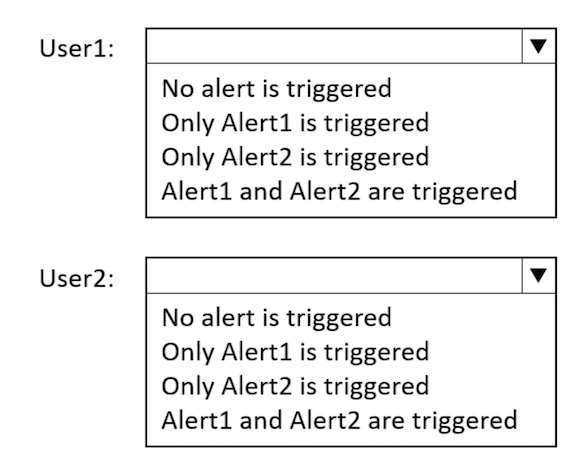 User1:
No alert is triggered
Only Alert1 is triggered
Only Alert2 is triggered
Alert1 and Alert2 are triggered
User2:
No alert is triggered
Only Alert1 is triggered
Only Alert2 is triggered
Alert1 and Alert2 are triggered